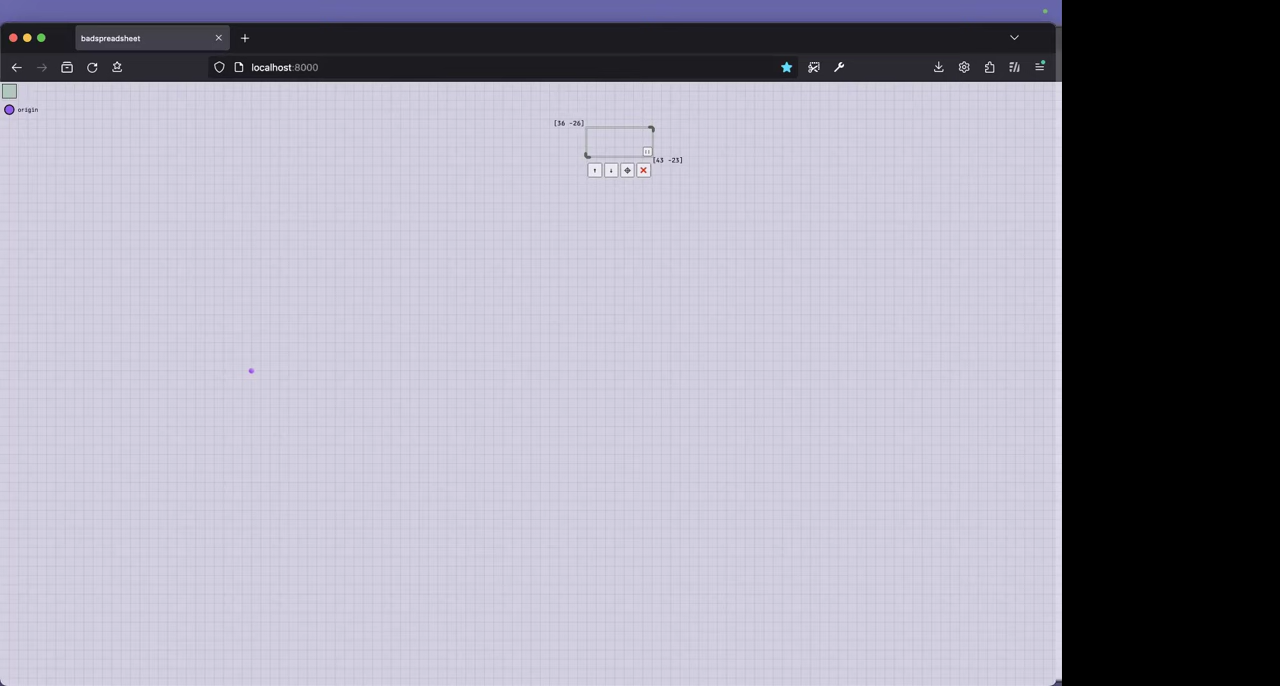 badspreadsheet
localhost:8000
origin
[36 -26]
[43 -23]